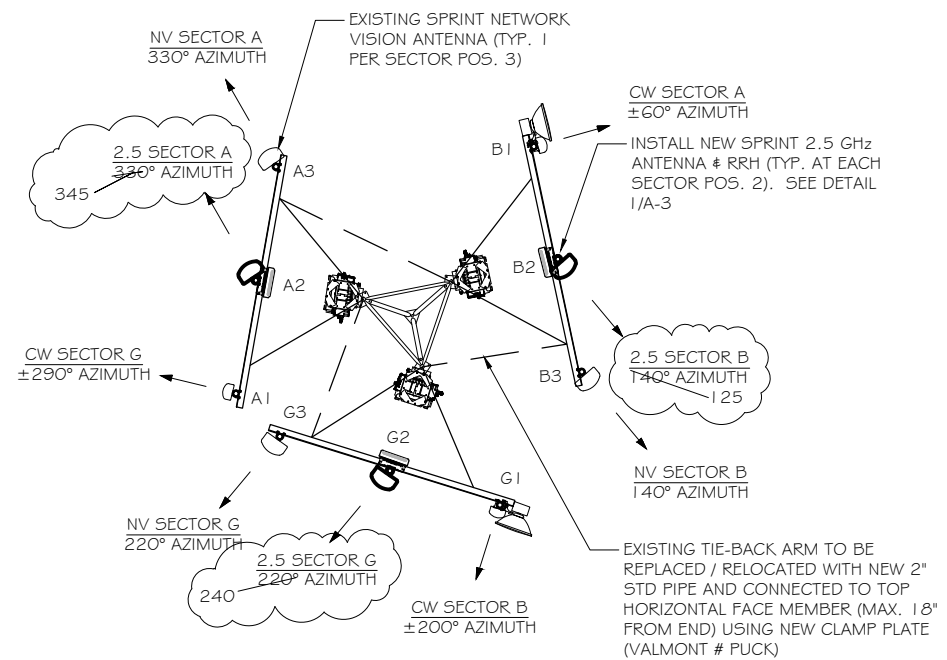 NV SECTOR A
330° AZIMUTH
EXISTING SPRINT NETWORK
VISION ANTENNA (TYP. 1
PER SECTOR POS. 3)
CW SECTOR A
±60° AZIMUTH
2.5 SECTOR A
330° AZIMUTH
345
A3
B1
INSTALL NEW SPRINT 2.5 GHz
ANTENNA & RRH (TYP. AT EACH
SECTOR POS. 2). SEE DETAIL
1/A-3
A2
B2
CW SECTOR G
±290° AZIMUTH
A1
B3
2.5 SECTOR B
140° AZIMUTH
125
G3
G2
G1
NV SECTOR B
140° AZIMUTH
NV SECTOR G
220° AZIMUTH
2.5 SECTOR G
220° AZIMUTH
240
CW SECTOR B
±200° AZIMUTH
EXISTING TIE-BACK ARM TO BE
REPLACED / RELOCATED WITH NEW 2"
STD PIPE AND CONNECTED TO TOP
HORIZONTAL FACE MEMBER (MAX. 18"
FROM END) USING NEW CLAMP PLATE
(VALMONT # PUCK)